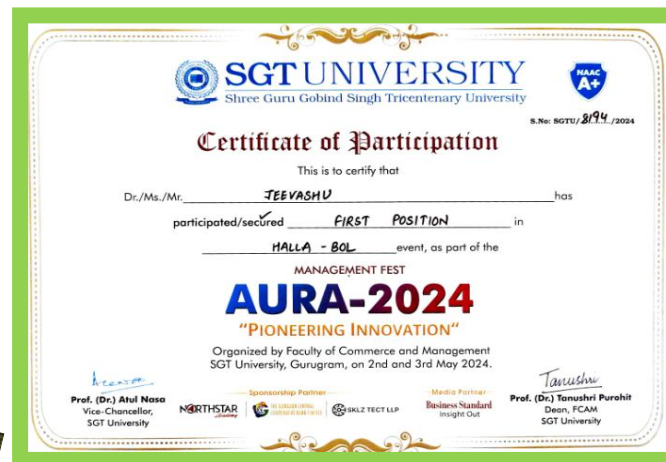 SGT UNIVERSITY
Shree Guru Gobind Singh Tricentenary University
NAAC
A+
S.No: SGTU/8194/2024
Certificate of Participation
This is to certify that
Dr./Ms./Mr. JEEVASHU has
participated/secured FIRST POSITION in
HALLA - BOL event, as part of the
MANAGEMENT FEST
AURA-2024
"PIONEERING INNOVATION"
Organized by Faculty of Commerce and Management
SGT University, Gurugram, on 2nd and 3rd May 2024.
Tanushri
Prof. (Dr.) Atul Nasa
Vice-Chancellor,
SGT University
Sponsorship Partner
NORTHSTAR
Academy
SKLZ TECT LLP
Media Partner
Business Standard
Insight Out
Prof. (Dr.) Tanushri Purohit
Dean, FCAM
SGT University